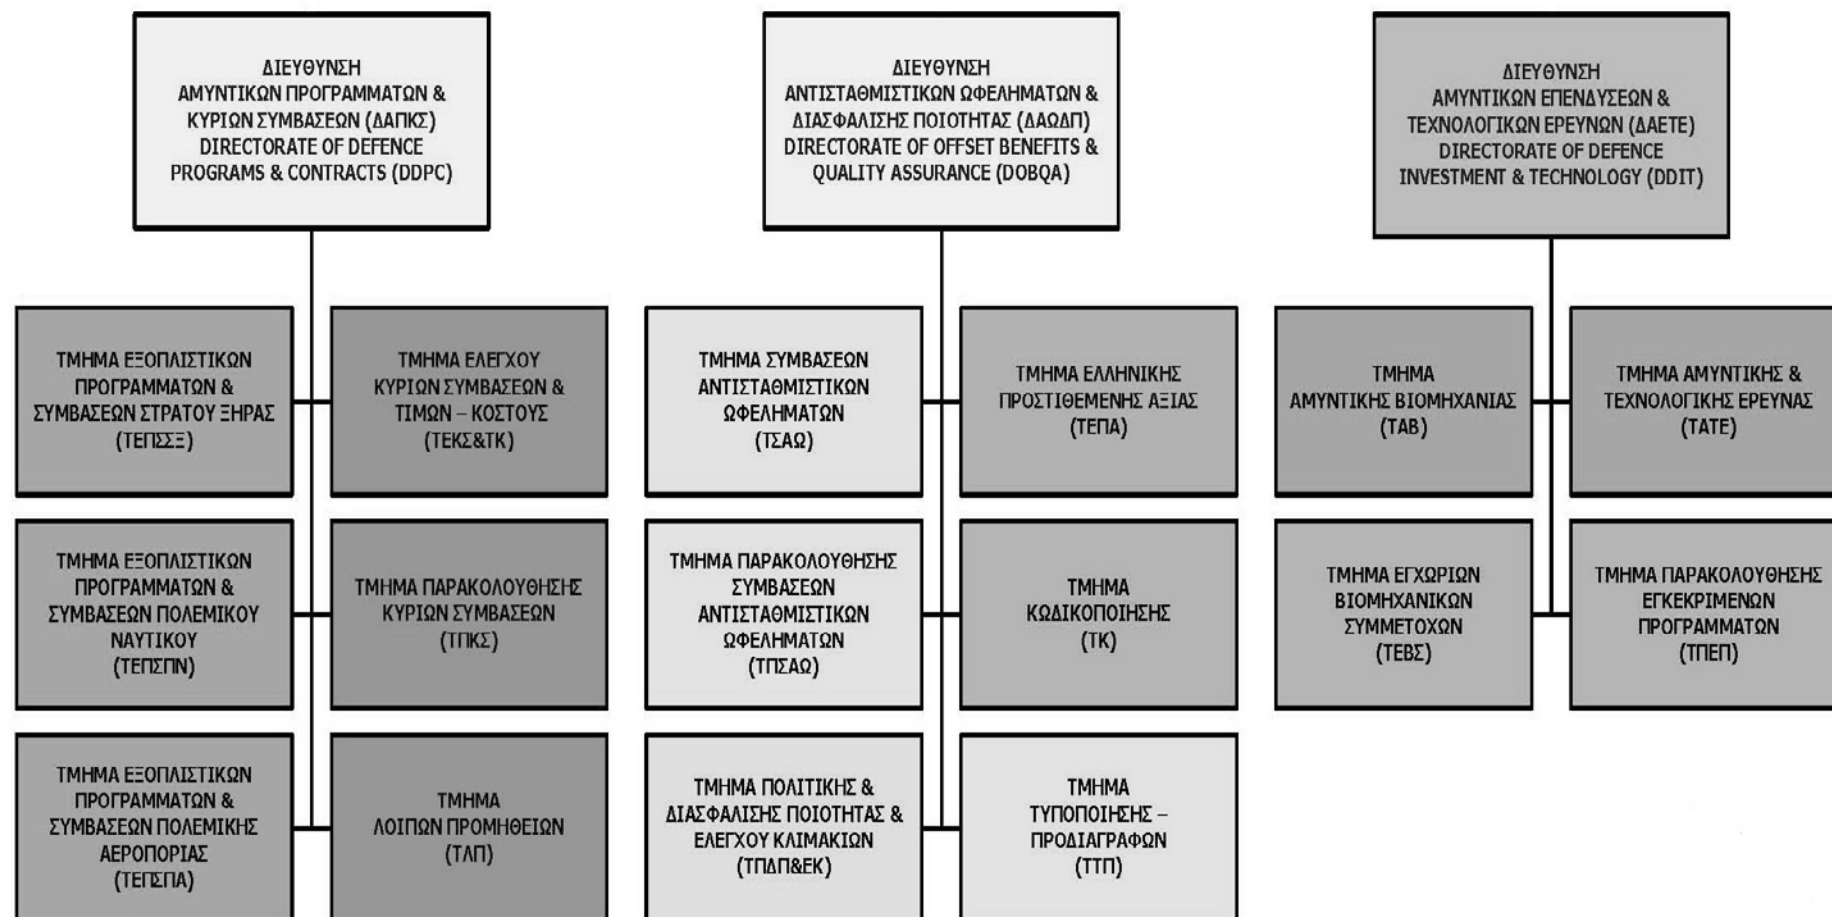 ΔΙΕΥΘΥΝΣΗ
ΑΜΥΝΤΙΚΩΝ ΠΡΟΓΡΑΜΜΑΤΩΝ &
ΚΥΡΙΩΝ ΣΥΜΒΑΣΕΩΝ (ΔΑΠΚΣ)
DIRECTORATE OF DEFENCE
PROGRAMS & CONTRACTS (DDPC)
ΔΙΕΥΘΥΝΣΗ
ΑΝΤΙΣΤΑΘΜΙΣΤΙΚΩΝ ΩΦΕΛΗΜΑΤΩΝ &
ΔΙΑΣΦΑΛΙΣΗΣ ΠΟΙΟΤΗΤΑΣ (ΔΑΩΔΠ)
DIRECTORATE OF OFFSET BENEFITS &
QUALITY ASSURANCE (DOBQA)
ΔΙΕΥΘΥΝΣΗ
ΑΜΥΝΤΙΚΩΝ ΕΠΕΝΔΥΣΕΩΝ &
ΤΕΧΝΟΛΟΓΙΚΩΝ ΕΡΕΥΝΩΝ (ΔΑΕΤΕ)
DIRECTORATE OF DEFENCE
INVESTMENT & TECHNOLOGY (DDIT)
ΤΜΗΜΑ ΕΞΟΠΛΙΣΤΙΚΩΝ
ΠΡΟΓΡΑΜΜΑΤΩΝ &
ΣΥΜΒΑΣΕΩΝ ΣΤΡΑΤΟΥ ΞΗΡΑΣ
(ΤΕΠΣΣΞ)
ΤΜΗΜΑ ΕΛΕΓΧΟΥ
ΚΥΡΙΩΝ ΣΥΜΒΑΣΕΩΝ &
ΤΙΜΩΝ – ΚΟΣΤΟΥΣ
(ΤΕΚΣ&ΤΚ)
ΤΜΗΜΑ ΣΥΜΒΑΣΕΩΝ
ΑΝΤΙΣΤΑΘΜΙΣΤΙΚΩΝ
ΩΦΕΛΗΜΑΤΩΝ
(ΤΣΑΩ)
ΤΜΗΜΑ ΕΛΛΗΝΙΚΗΣ
ΠΡΟΣΤΙΘΕΜΕΝΗΣ ΑΞΙΑΣ
(ΤΕΠΑ)
ΤΜΗΜΑ
ΑΜΥΝΤΙΚΗΣ ΒΙΟΜΗΧΑΝΙΑΣ
(ΤΑΒ)
ΤΜΗΜΑ ΑΜΥΝΤΙΚΗΣ &
ΤΕΧΝΟΛΟΓΙΚΗΣ ΕΡΕΥΝΑΣ
(ΤΑΤΕ)
ΤΜΗΜΑ ΕΞΟΠΛΙΣΤΙΚΩΝ
ΠΡΟΓΡΑΜΜΑΤΩΝ &
ΣΥΜΒΑΣΕΩΝ ΠΟΛΕΜΙΚΟΥ
ΝΑΥΤΙΚΟΥ
(ΤΕΠΣΠΝ)
ΤΜΗΜΑ ΠΑΡΑΚΟΛΟΥΘΗΣΗΣ
ΚΥΡΙΩΝ ΣΥΜΒΑΣΕΩΝ
(ΤΠΚΣ)
ΤΜΗΜΑ ΠΑΡΑΚΟΛΟΥΘΗΣΗΣ
ΣΥΜΒΑΣΕΩΝ
ΑΝΤΙΣΤΑΘΜΙΣΤΙΚΩΝ
ΩΦΕΛΗΜΑΤΩΝ
(ΤΠΣΑΩ)
ΤΜΗΜΑ
ΚΩΔΙΚΟΠΟΙΗΣΗΣ
(ΤΚ)
ΤΜΗΜΑ ΕΓΧΩΡΙΩΝ
ΒΙΟΜΗΧΑΝΙΚΩΝ
ΣΥΜΜΕΤΟΧΩΝ
(ΤΕΒΣ)
ΤΜΗΜΑ ΠΑΡΑΚΟΛΟΥΘΗΣΗΣ
ΕΓΚΕΚΡΙΜΕΝΩΝ
ΠΡΟΓΡΑΜΜΑΤΩΝ
(ΤΠΕΠ)
ΤΜΗΜΑ ΕΞΟΠΛΙΣΤΙΚΩΝ
ΠΡΟΓΡΑΜΜΑΤΩΝ &
ΣΥΜΒΑΣΕΩΝ ΠΟΛΕΜΙΚΗΣ
ΑΕΡΟΠΟΡΙΑΣ
(ΤΕΠΣΠΑ)
ΤΜΗΜΑ
ΛΟΙΠΩΝ ΠΡΟΜΗΘΕΙΩΝ
(ΤΛΠ)
ΤΜΗΜΑ ΠΟΛΙΤΙΚΗΣ &
ΔΙΑΣΦΑΛΙΣΗΣ ΠΟΙΟΤΗΤΑΣ &
ΕΛΕΓΧΟΥ ΚΛΙΜΑΚΙΩΝ
(ΤΠΔΠ&ΕΚ)
ΤΜΗΜΑ
ΤΥΠΟΠΟΙΗΣΗΣ –
ΠΡΟΔΙΑΓΡΑΦΩΝ
(ΤΤΠ)